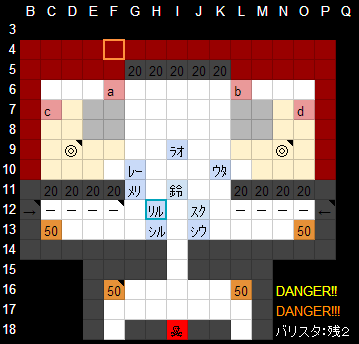 B C D E F G H I J K L M N O P Q
3
4
5 20 20 20 20 20
6 a b
7 c d
8
9 ◎ ラオ ◎
10 レー ウタ
11 20 20 20 20 メリ 鈴 20 20 20 20
12 → － － － リル スク － － － ←
13 50 シル シウ 50
14
15
16 50 50 DANGER!!
17 DANGER!!!
18 バリスタ:残2